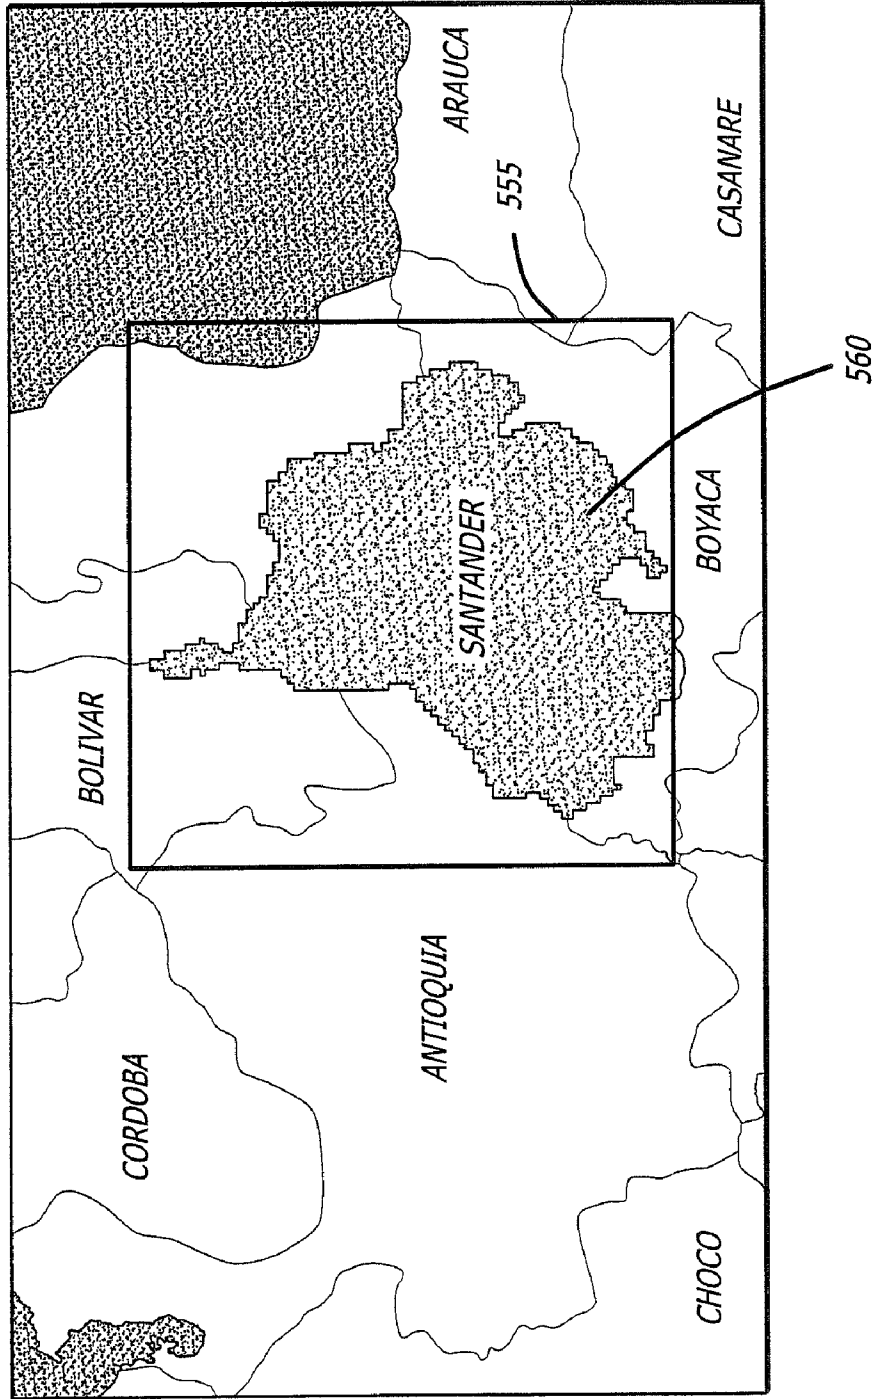 BOLIVAR
CORDOBA
ARAUCA
555
SANTANDER
ANTIOQUIA
CASANARE
BOYACA
CHOCO
560